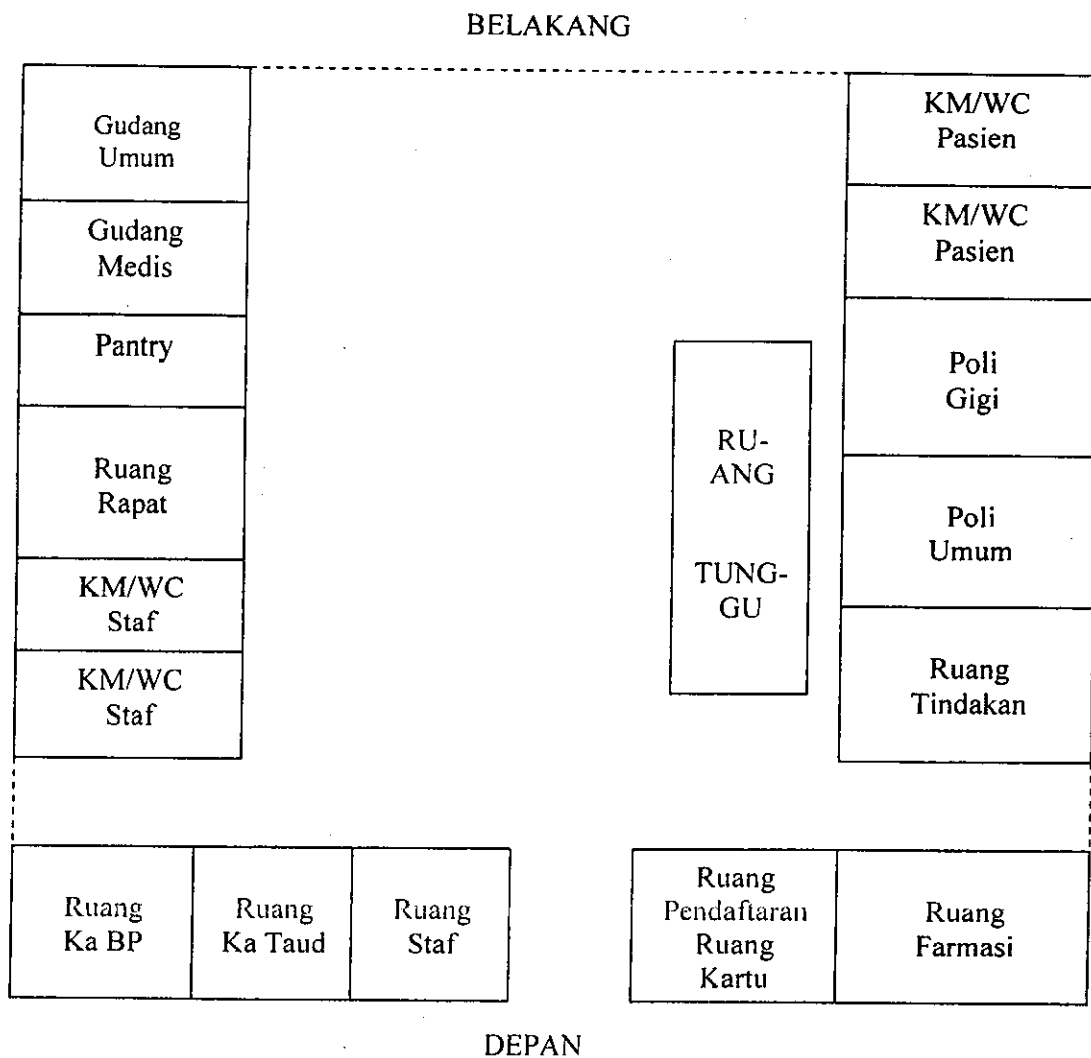 BELAKANG
Gudang
Umum
Gudang
Medis
Pantry
Ruang
Rapat
KM/WC
Staf
KM/WC
Staf
RU-
ANG
TUNG-
GU
KM/WC
Pasien
KM/WC
Pasien
Poli
Gigi
Poli
Umum
Ruang
Tindakan
Ruang
Ka BP
Ruang
Ka Taud
Ruang
Staf
Ruang
Pendaftaran
Ruang
Kartu
Ruang
Farmasi
DEPAN